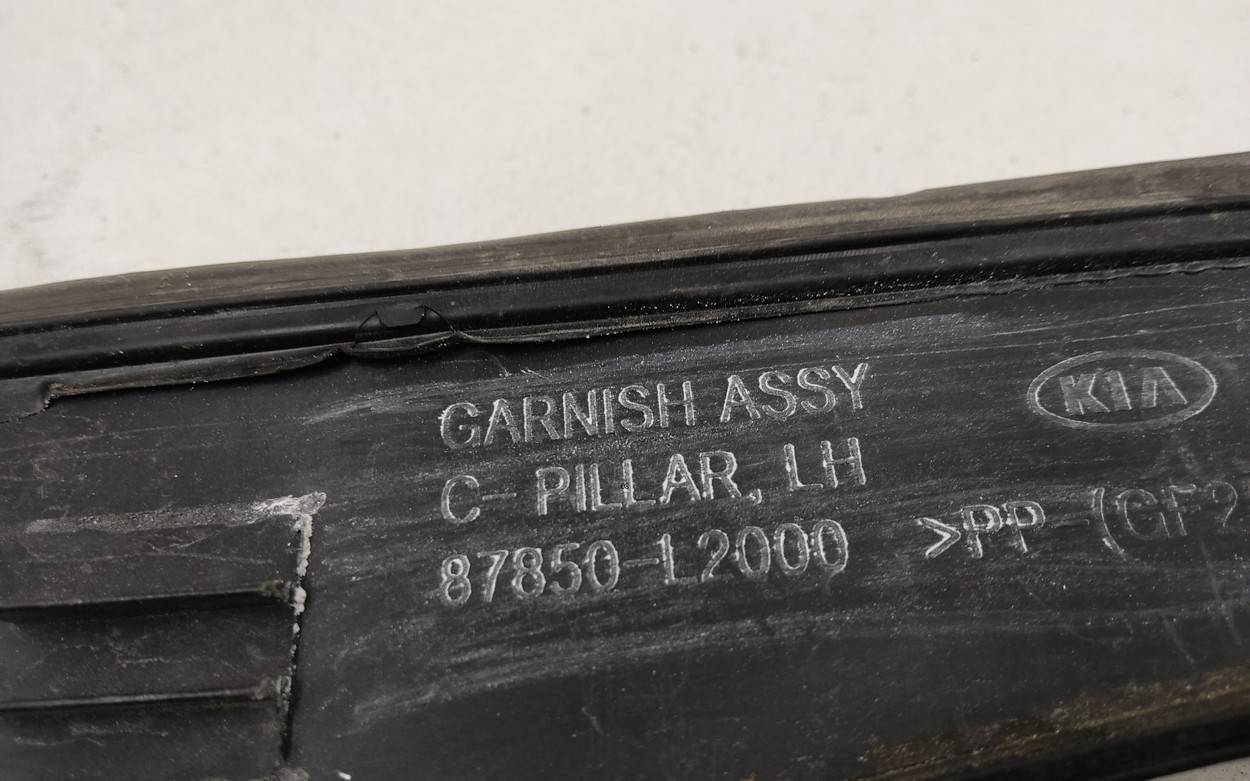 GARNISH ASSY
KIA
C- PILLAR, LH
87850-L2000
>PP